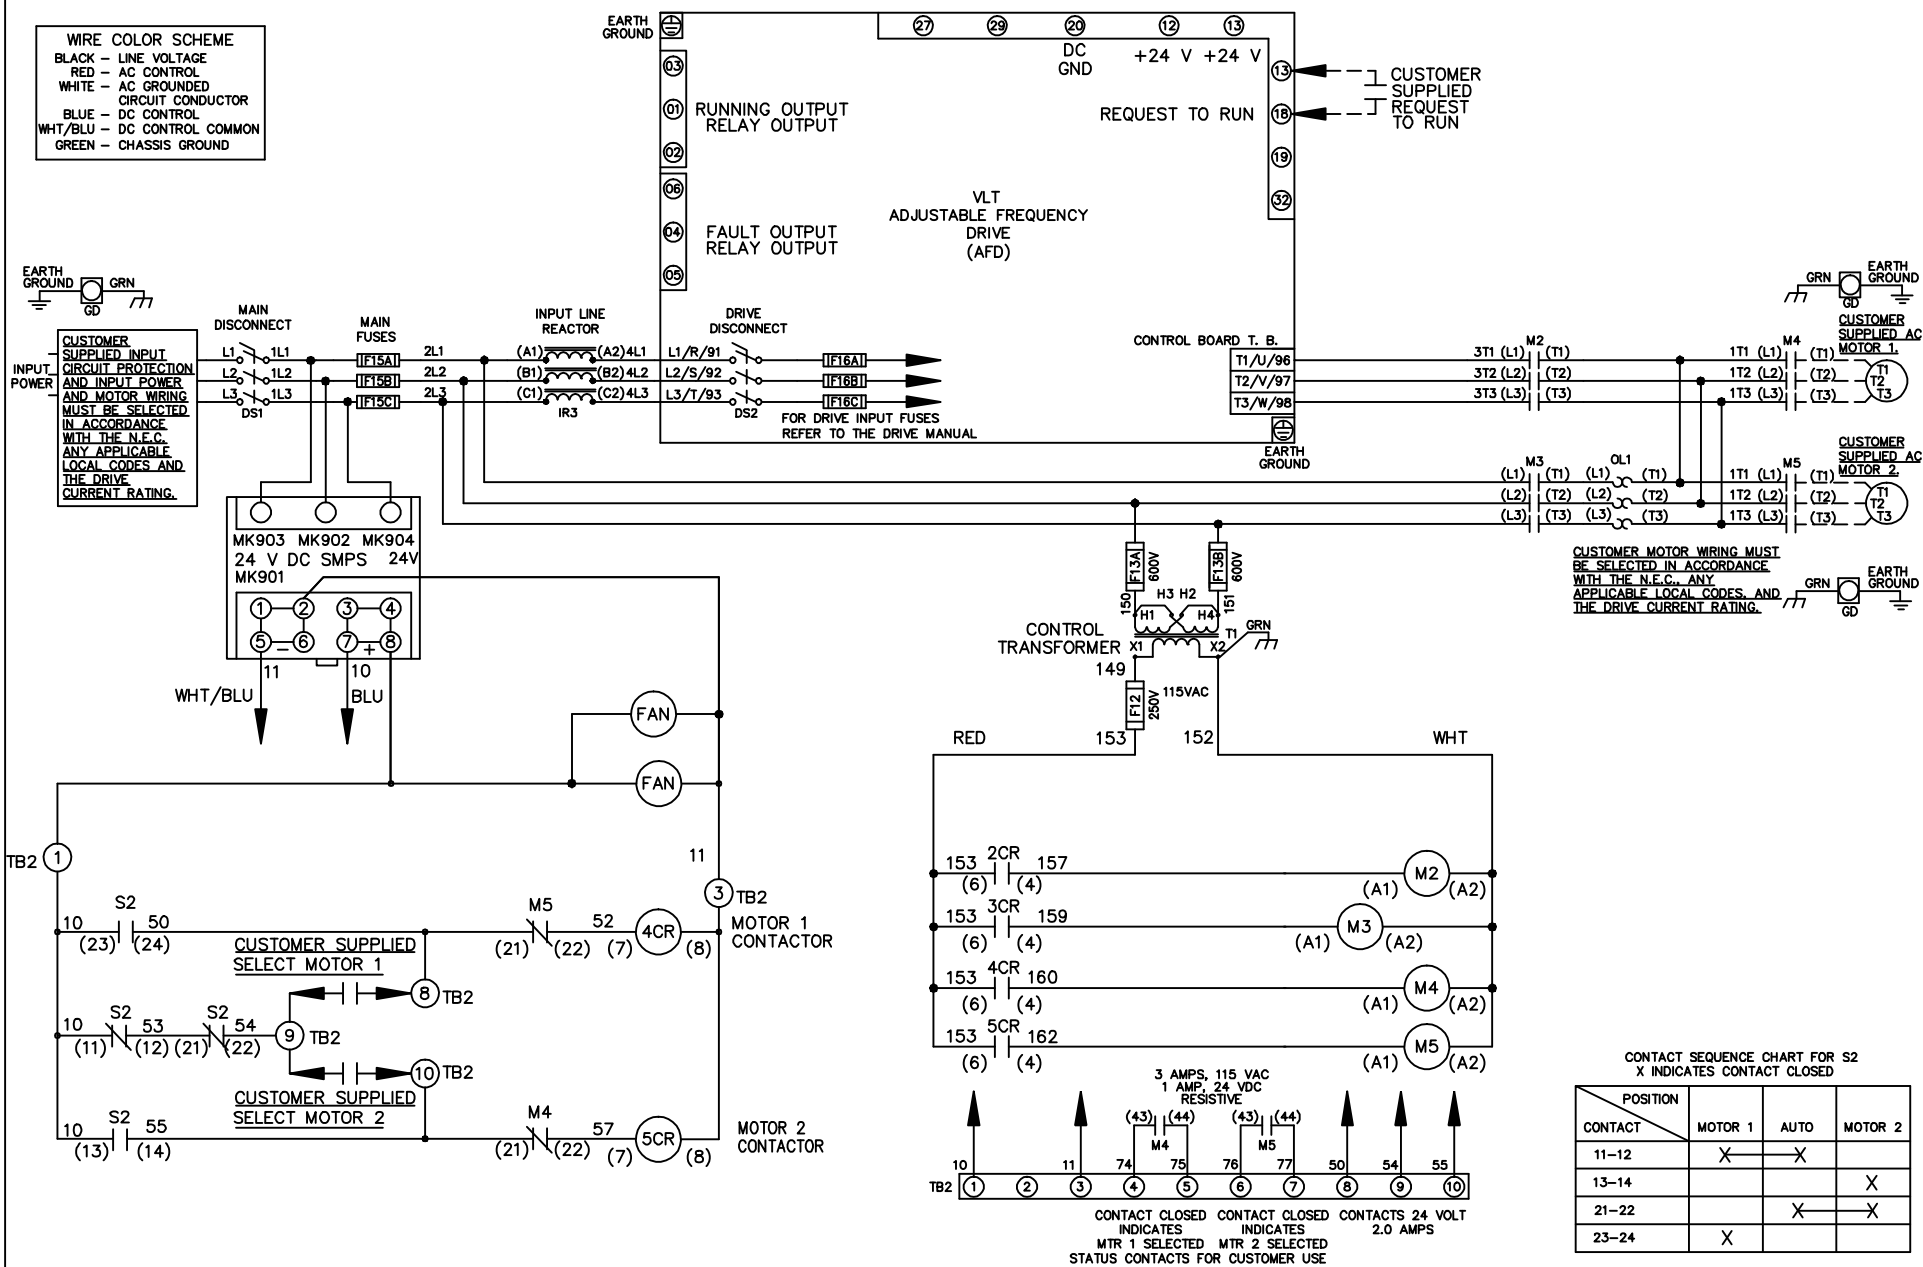 WIRE COLOR SCHEME
BLACK – LINE VOLTAGE
RED – AC CONTROL
WHITE – AC GROUNDED
CIRCUIT CONDUCTOR
BLUE – DC CONTROL
WHT/BLU – DC CONTROL COMMON
GREEN – CHASSIS GROUND
EARTH
GROUND
27 29 20 12 13
DC
GND
+24 V +24 V
03
01
02
RUNNING OUTPUT
RELAY OUTPUT
06
04
05
FAULT OUTPUT
RELAY OUTPUT
VLT
ADJUSTABLE FREQUENCY
DRIVE
(AFD)
REQUEST TO RUN
13
18
19
32
CUSTOMER
SUPPLIED
REQUEST
TO RUN
EARTH
GROUND
GRN
GD
INPUT
POWER
CUSTOMER
SUPPLIED INPUT
CIRCUIT PROTECTION
AND INPUT POWER
AND MOTOR WIRING
MUST BE SELECTED
IN ACCORDANCE
WITH THE N.E.C.
ANY APPLICABLE
LOCAL CODES AND
THE DRIVE
CURRENT RATING.
MAIN
DISCONNECT
L1 1L1
L2 1L2
L3 1L3
DS1
MAIN
FUSES
F15A
F15B
F15C
2L1
2L2
2L3
INPUT LINE
REACTOR
(A1) (A2) 4L1
(B1) (B2) 4L2
(C1) (C2) 4L3
IR3
L1/R/91
L2/S/92
L3/T/93
DRIVE
DISCONNECT
DS2
F16A
F16B
F16C
FOR DRIVE INPUT FUSES
REFER TO THE DRIVE MANUAL
CONTROL BOARD T. B.
T1/U/96
T2/V/97
T3/W/98
EARTH
GROUND
M2
3T1 (L1) (T1)
3T2 (L2) (T2)
3T3 (L3) (T3)
M4
1T1 (L1) (T1)
1T2 (L2) (T2)
1T3 (L3) (T3)
T1
T2
T3
GRN
GD
EARTH
GROUND
CUSTOMER
SUPPLIED AC
MOTOR 1.
M3
(L1) (T1)
(L2) (T2)
(L3) (T3)
OL1
(L1) (T1)
(L2) (T2)
(L3) (T3)
M5
1T1 (L1) (T1)
1T2 (L2) (T2)
1T3 (L3) (T3)
T1
T2
T3
CUSTOMER
SUPPLIED AC
MOTOR 2.
CUSTOMER MOTOR WIRING MUST
BE SELECTED IN ACCORDANCE
WITH THE N.E.C., ANY
APPLICABLE LOCAL CODES, AND
THE DRIVE CURRENT RATING.
GRN
GD
EARTH
GROUND
MK903 MK902 MK904
24 V DC SMPS 24V
MK901
1 2 3 4
5 – 6 7 + 8
11
10
WHT/BLU
BLU
FAN
FAN
F13A
600V
F13B
600V
150
151
H3 H2
H1 H4
CONTROL
TRANSFORMER
X1 X2
T1
GRN
149
F12
250V
115VAC
153
152
RED
WHT
TB2 1
11
3 TB2
S2
10 50
(23) (24)
M5
(21) (22)
52
(7)
4CR
(8)
MOTOR 1
CONTACTOR
CUSTOMER SUPPLIED
SELECT MOTOR 1
8 TB2
S2 S2
10 53 54
(11) (12) (21) (22)
9 TB2
10 TB2
CUSTOMER SUPPLIED
SELECT MOTOR 2
S2
10 55
(13) (14)
M4
(21) (22)
57
(7)
5CR
(8)
MOTOR 2
CONTACTOR
2CR
153 157
(6) (4)
(A1) M2 (A2)
3CR
153 159
(6) (4)
(A1) M3 (A2)
4CR
153 160
(6) (4)
(A1) M4 (A2)
5CR
153 162
(6) (4)
(A1) M5 (A2)
3 AMPS, 115 VAC
1 AMP, 24 VDC
RESISTIVE
(43) (44)
M4
(43) (44)
M5
10 11 74 75 76 77 50 54 55
TB2 1 2 3 4 5 6 7 8 9 10
CONTACT CLOSED
INDICATES
MTR 1 SELECTED
CONTACT CLOSED
INDICATES
MTR 2 SELECTED
CONTACTS 24 VOLT
2.0 AMPS
STATUS CONTACTS FOR CUSTOMER USE
CONTACT SEQUENCE CHART FOR S2
X INDICATES CONTACT CLOSED
POSITION
CONTACT MOTOR 1 AUTO MOTOR 2
11–12 X X
13–14 X
21–22 X X
23–24 X